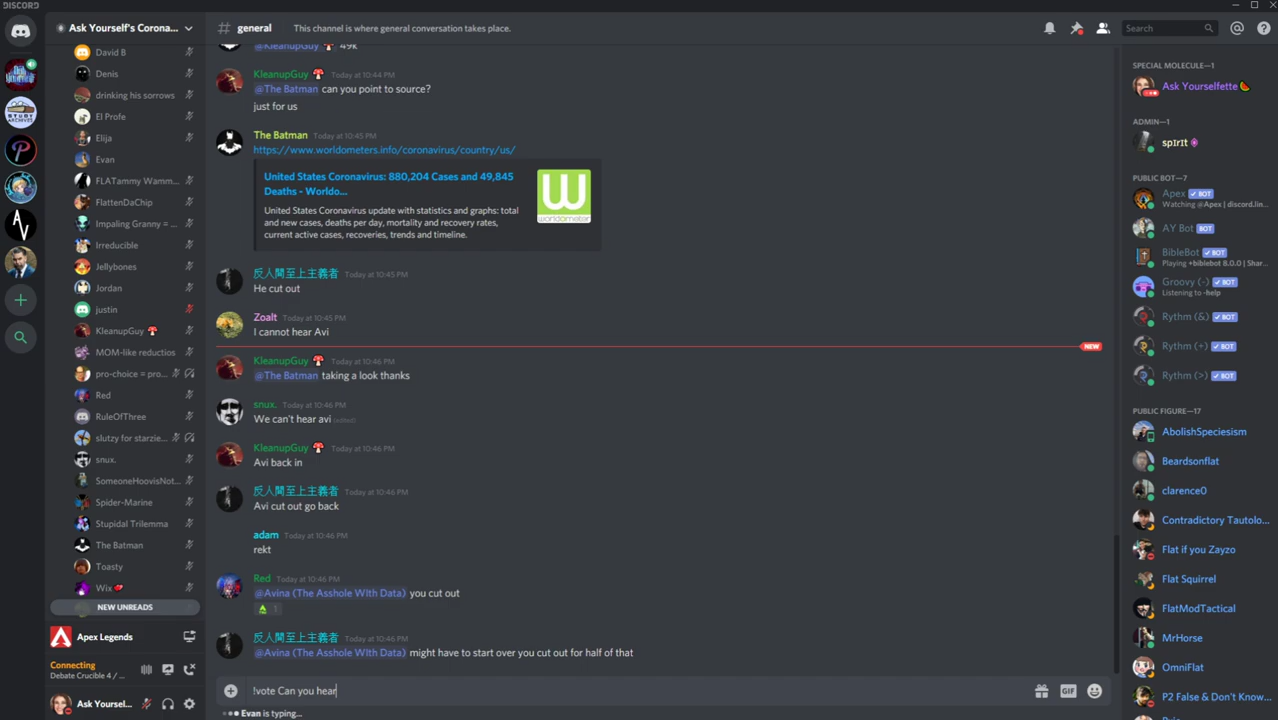 DISCORD
Ask Yourself's Corona...
David B
Denis
drinking his sorrows
El Profe
Elija
Evan
FLATammy Wamm...
FlattenDaChip
Impaling Granny = ...
Irreducible
Jellybones
Jordan
justin
KleanupGuy
MOM-like reductios
pro-choice = pro...
Red
RuleOfThree
slutzy for starzie...
snux.
SomeoneHoovisNot...
Spider-Marine
Stupidal Trilemma
The Batman
Toasty
Wix
NEW UNREADS
Apex Legends
Connecting
Debate Crucible 4 / ...
Ask Yoursel...
# general This channel is where general conversation takes place.
Search
@KleanupGuy 49k
KleanupGuy Today at 10:44 PM
@The Batman can you point to source?
just for us
The Batman Today at 10:45 PM
https://www.worldometers.info/coronavirus/country/us/
United States Coronavirus: 880,204 Cases and 49,845
Deaths - Worldo...
United States Coronavirus update with statistics and graphs: total
and new cases, deaths per day, mortality and recovery rates,
current active cases, recoveries, trends and timeline.
W
worldometer
反人間至上主義者 Today at 10:45 PM
He cut out
Zoalt Today at 10:45 PM
I cannot hear Avi
NEW
KleanupGuy Today at 10:46 PM
@The Batman taking a look thanks
snux. Today at 10:46 PM
We can't hear avi (edited)
KleanupGuy Today at 10:46 PM
Avi back in
反人間至上主義者 Today at 10:46 PM
Avi cut out go back
adam Today at 10:46 PM
rekt
Red Today at 10:46 PM
@Avina (The Asshole With Data) you cut out
1
反人間至上主義者 Today at 10:46 PM
@Avina (The Asshole With Data) might have to start over you cut out for half of that
!vote Can you hear
GIF
Evan is typing...
SPECIAL MOLECULE—1
Ask Yourselfette
ADMIN—1
sp1r1t
PUBLIC BOT—7
Apex BOT
Watching @Apex | discord.lin...
AY Bot BOT
BibleBot BOT
Playing +biblebot 8.0.0 | Shar...
Groovy (-) BOT
Listening to -help
Rythm (&) BOT
Rythm (+) BOT
Rythm (>) BOT
PUBLIC FIGURE—17
AbolishSpeciesism
Beardsonflat
clarence0
Contradictory Tautolo...
Flat if you Zayzo
Flat Squirrel
FlatModTactical
MrHorse
OmniFlat
P2 False & Don't Know...